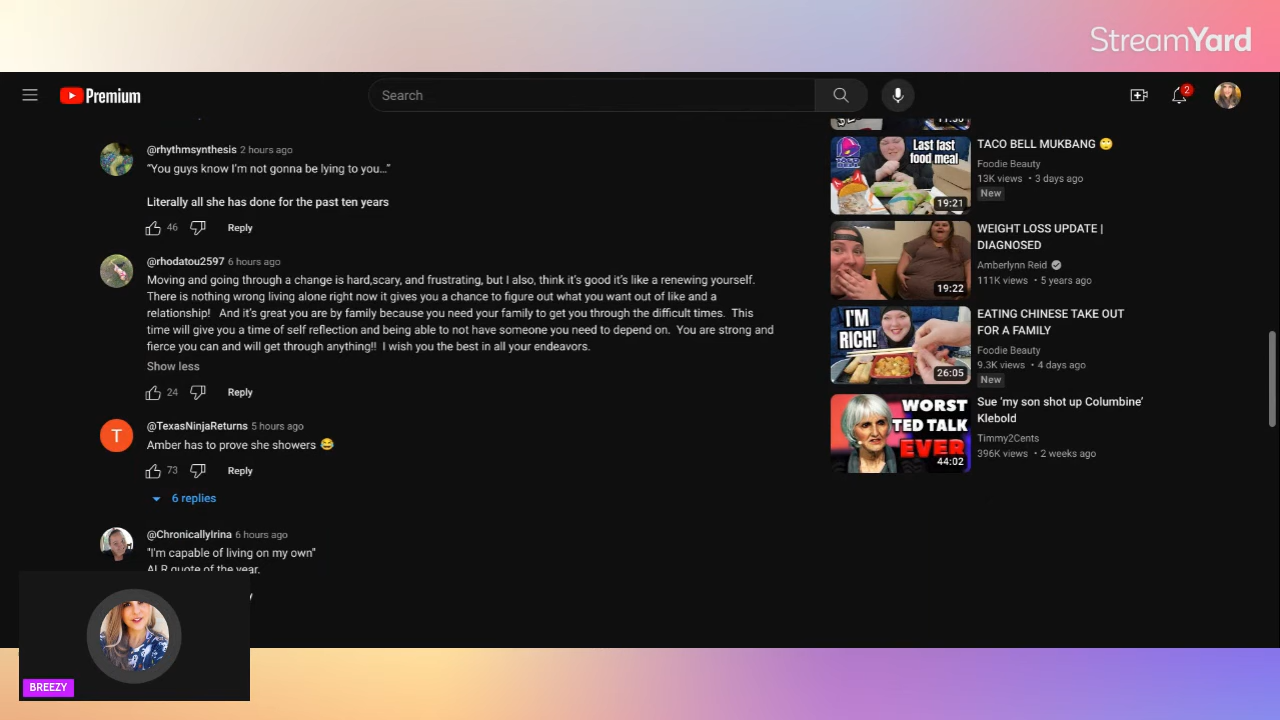 StreamYard
Premium
Search
2
@rhythmsynthesis 2 hours ago
“You guys know I'm not gonna be lying to you…”
Literally all she has done for the past ten years
46 Reply
@rhodatou2597 6 hours ago
Moving and going through a change is hard,scary, and frustrating, but I also, think it's good it's like a renewing yourself.
There is nothing wrong living alone right now it gives you a chance to figure out what you want out of like and a
relationship! And it's great you are by family because you need your family to get you through the difficult times. This
time will give you a time of self reflection and being able to not have someone you need to depend on. You are strong and
fierce you can and will get through anything!! I wish you the best in all your endeavors.
Show less
24 Reply
T
@TexasNinjaReturns 5 hours ago
Amber has to prove she showers 😂
73 Reply
6 replies
@ChronicallyIrina 6 hours ago
"I'm capable of living on my own"
ALR quote of the year.
BREEZY
Last fast
food meal
19:21
TACO BELL MUKBANG 🙄
Foodie Beauty
13K views • 3 days ago
New
19:22
WEIGHT LOSS UPDATE |
DIAGNOSED
Amberlynn Reid
111K views • 5 years ago
I'M
RICH!
26:05
EATING CHINESE TAKE OUT
FOR A FAMILY
Foodie Beauty
9.3K views • 4 days ago
New
WORST
TED TALK
EVER
44:02
Sue ‘my son shot up Columbine’
Klebold
Timmy2Cents
396K views • 2 weeks ago